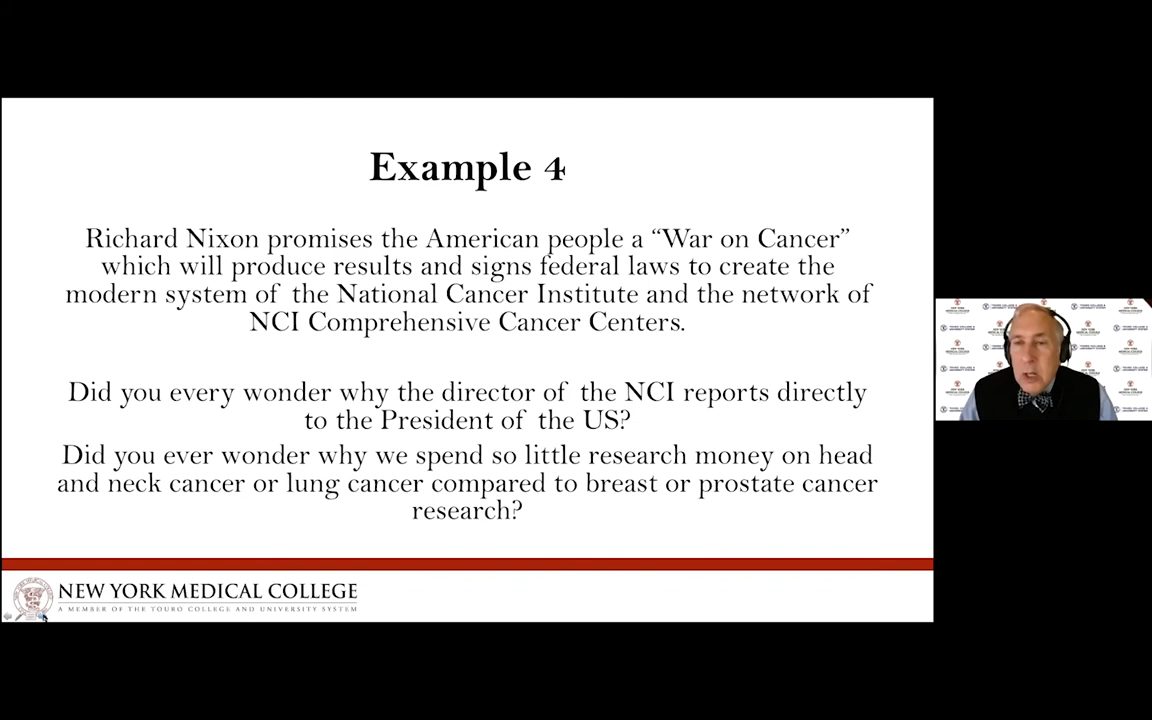 Example 4
Richard Nixon promises the American people a “War on Cancer”
which will produce results and signs federal laws to create the
modern system of the National Cancer Institute and the network of
NCI Comprehensive Cancer Centers.
Did you every wonder why the director of the NCI reports directly
to the President of the US?
Did you ever wonder why we spend so little research money on head
and neck cancer or lung cancer compared to breast or prostate cancer
research?
NEW YORK MEDICAL COLLEGE
A MEMBER OF THE TOURO COLLEGE AND UNIVERSITY SYSTEM